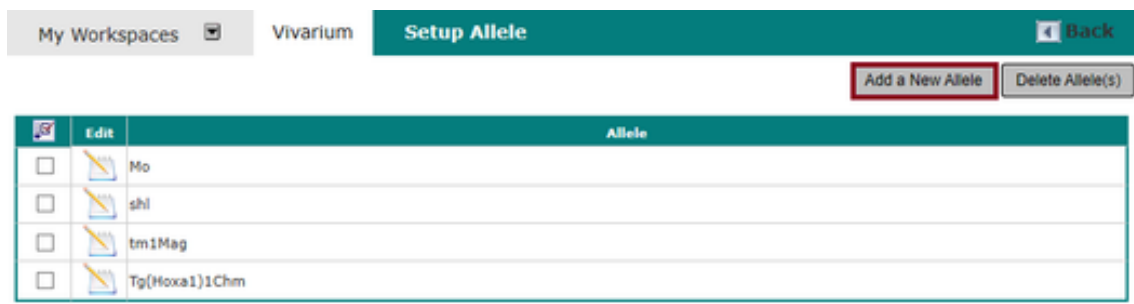 My Workspaces Vivarium Setup Allele Back
Add a New Allele Delete Allele(s)
Edit Allele
Mo
shl
tm1Mag
Tg(Hoxa1)1Chm